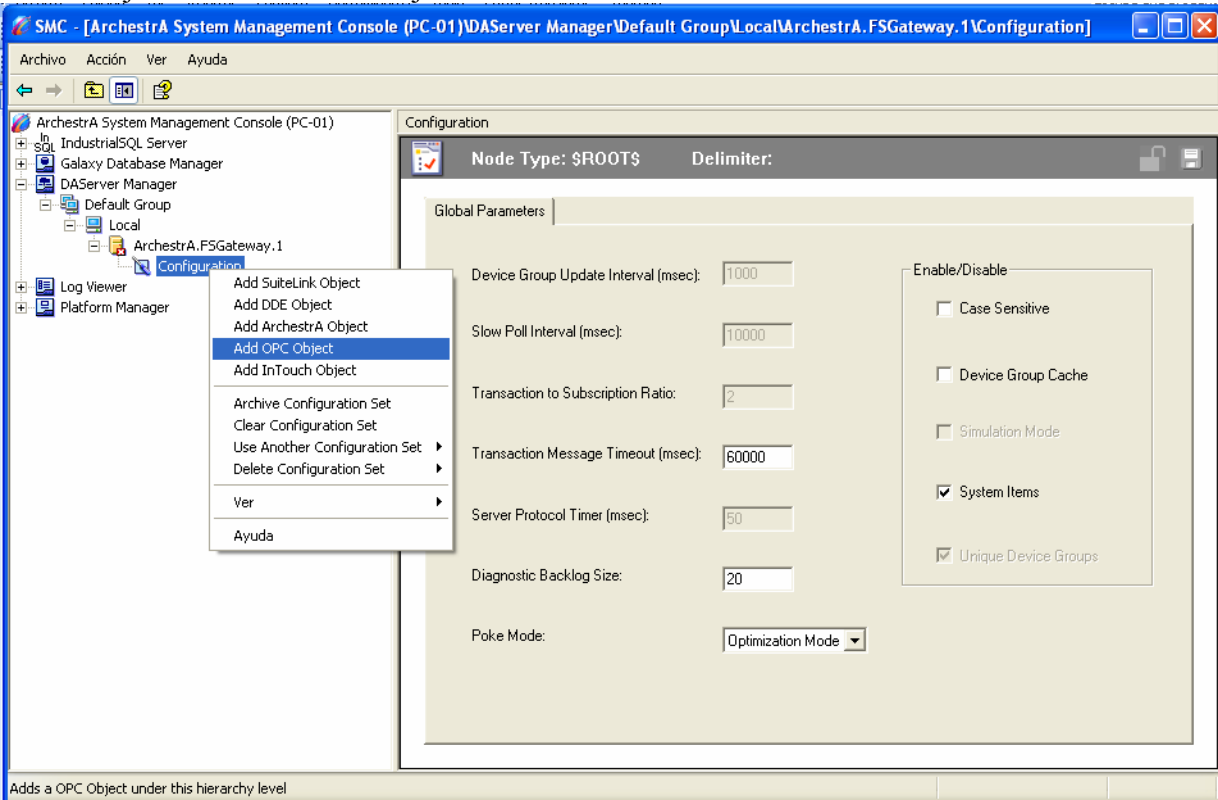 SMC - [ArchestrA System Management Console (PC-01)\DAServer Manager\Default Group\Local\ArchestrA.FSGateway.1\Configuration]
Archivo Acción Ver Ayuda
ArchestrA System Management Console (PC-01)
IndustrialSQL Server
Galaxy Database Manager
DAServer Manager
Default Group
Local
ArchestrA.FSGateway.1
Configuration
Log Viewer
Platform Manager
Add SuiteLink Object
Add DDE Object
Add ArchestrA Object
Add OPC Object
Add InTouch Object
Archive Configuration Set
Clear Configuration Set
Use Another Configuration Set
Delete Configuration Set
Ver
Ayuda
Configuration
Node Type: $ROOT$ Delimiter:
Global Parameters
Device Group Update Interval (msec): 1000
Slow Poll Interval (msec): 10000
Transaction to Subscription Ratio: 2
Transaction Message Timeout (msec): 60000
Server Protocol Timer (msec): 50
Diagnostic Backlog Size: 20
Poke Mode: Optimization Mode
Enable/Disable
Case Sensitive
Device Group Cache
Simulation Mode
System Items
Unique Device Groups
Adds a OPC Object under this hierarchy level